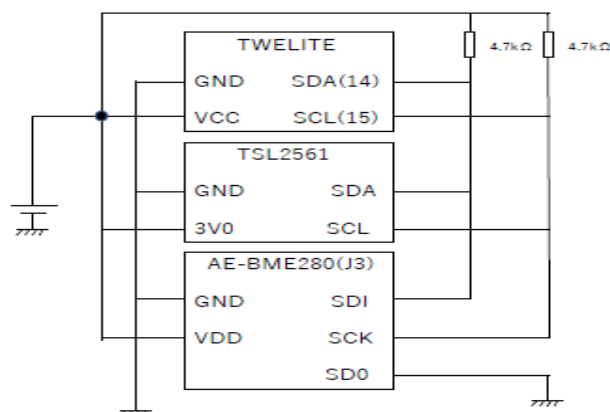 TWELITE
4.7kΩ 4.7kΩ
GND SDA(14)
VCC SCL(15)
TSL2561
GND SDA
3V0 SCL
AE-BME280(J3)
GND SDI
VDD SCK
SD0